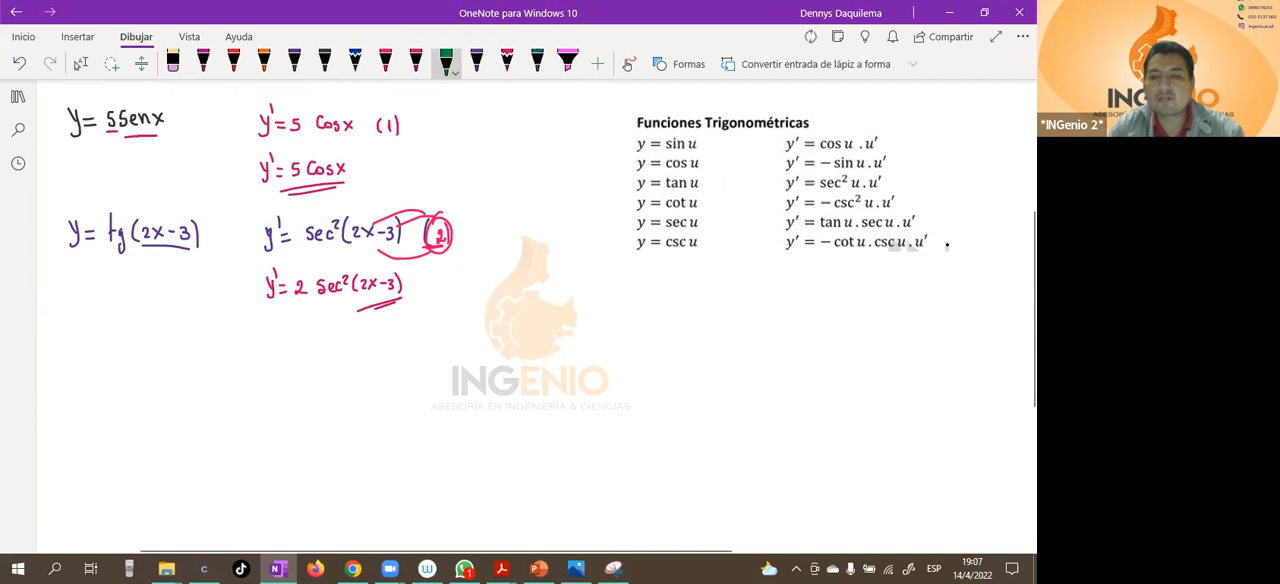 OneNote para Windows 10
Dennys Daquilema
Inicio Insertar Dibujar Vista Ayuda
Compartir
Formas
Convertir entrada de lápiz a forma
y = 5Senx
y' = 5 Cosx (1)
y' = 5 Cosx
y = tg(2x-3)
y' = sec²(2x-3) (2)
y' = 2 Sec²(2x-3)
Funciones Trigonométricas
y = sin u y′ = cos u . u′
y = cos u y′ = − sin u . u′
y = tan u y′ = sec² u . u′
y = cot u y′ = − csc² u . u′
y = sec u y′ = tan u . sec u . u′
y = csc u y′ = − cot u . csc u . u′
INGENIO
ASESORÍA EN INGENIERÍA & CIENCIAS
*INGenio 2*
ESP
19:07
14/4/2022